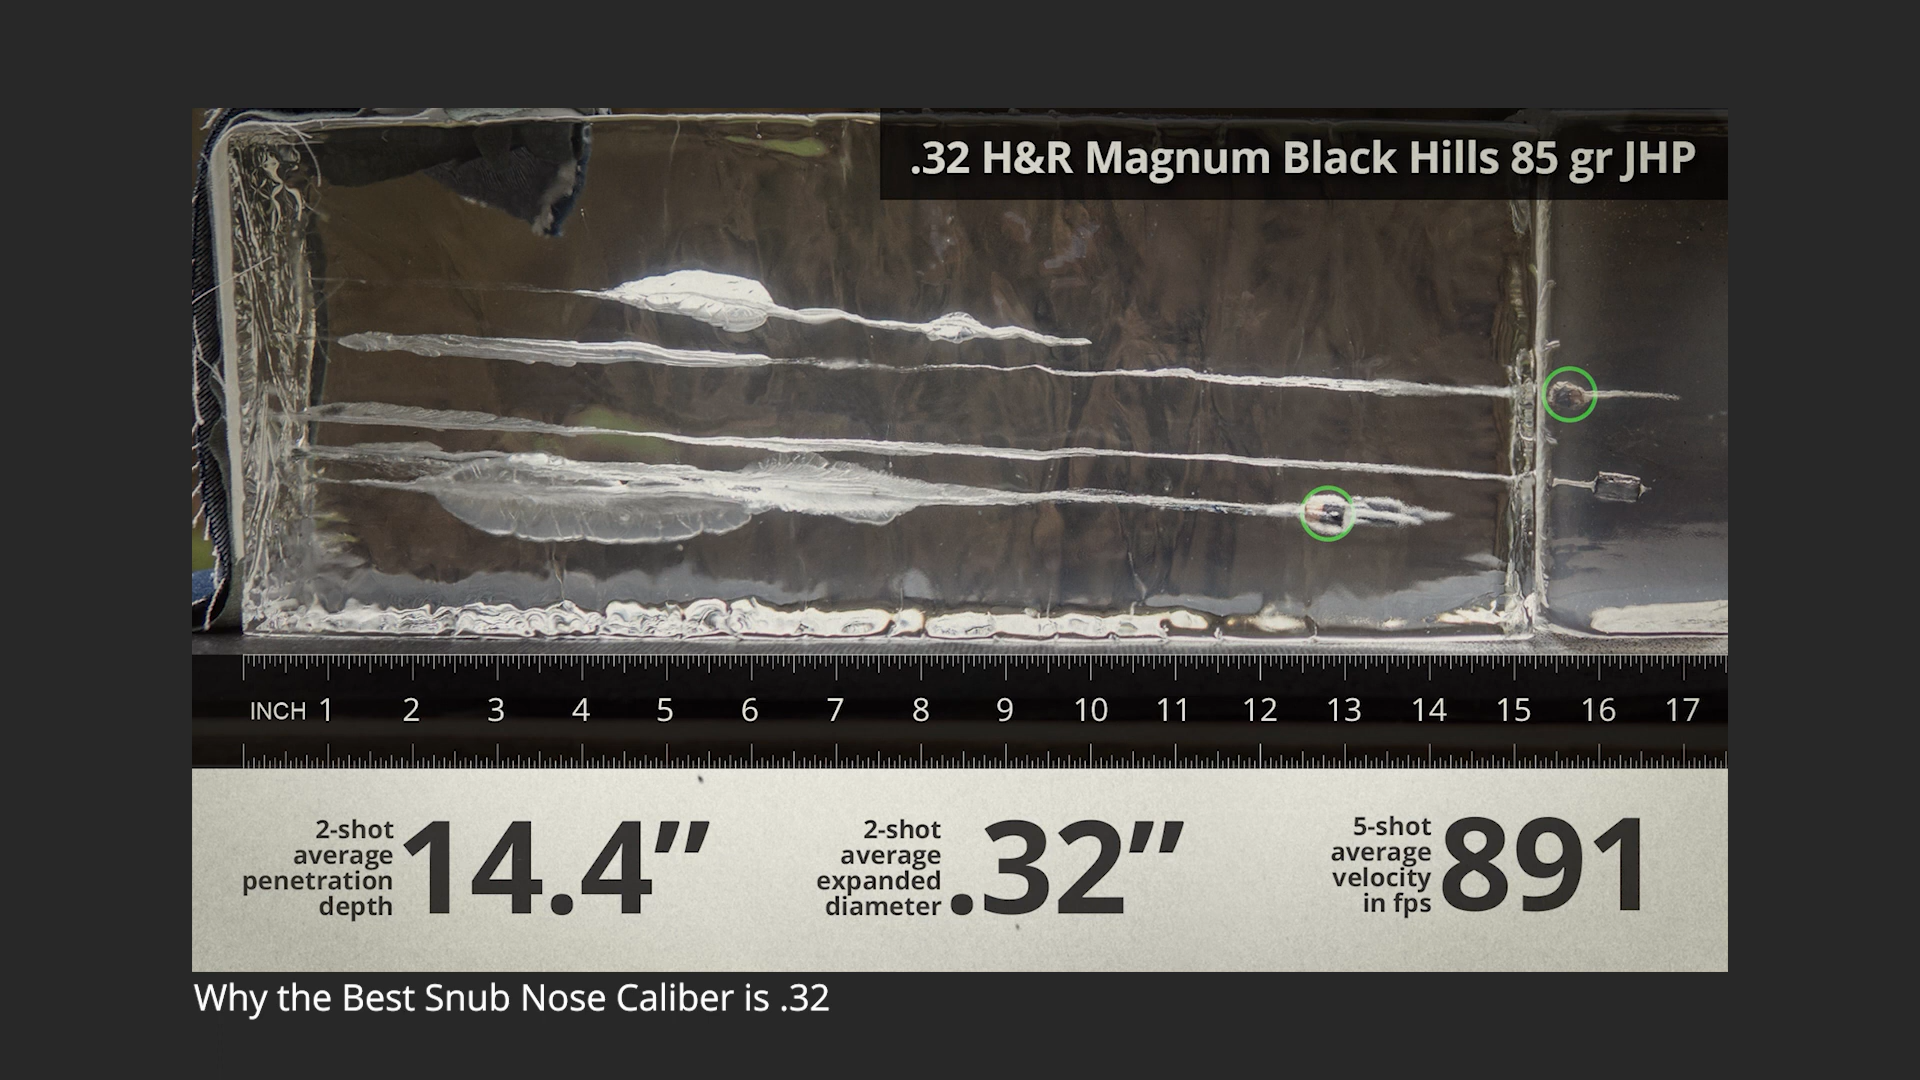 .32 H&R Magnum Black Hills 85 gr JHP
INCH 1 2 3 4 5 6 7 8 9 10 11 12 13 14 15 16 17
2-shot
average
penetration
depth
14.4”
2-shot
average
expanded
diameter
.32”
5-shot
average
velocity
in fps
891
Why the Best Snub Nose Caliber is .32